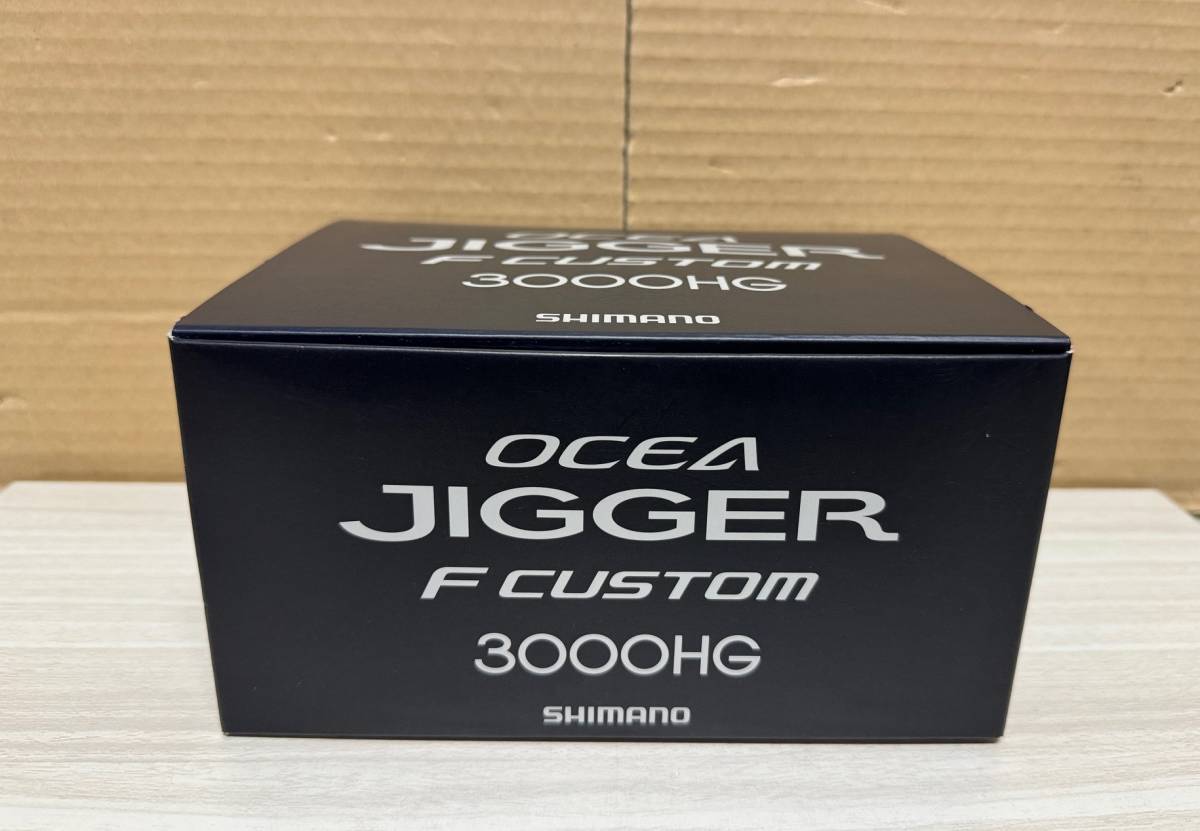 OCEA
JIGGER
F CUSTOM
3000HG
SHIMANO
OCEA
JIGGER
F CUSTOM
3000HG
SHIMANO